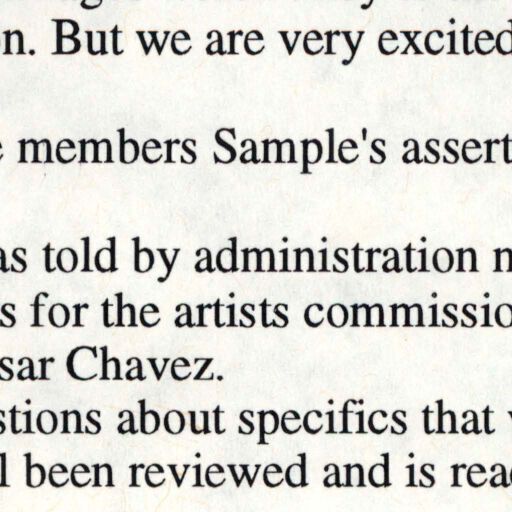 n. But we are very excited
members Sample's assert
as told by administration
s for the artists commissio
sar Chavez.
stions about specifics that
l been reviewed and is rea